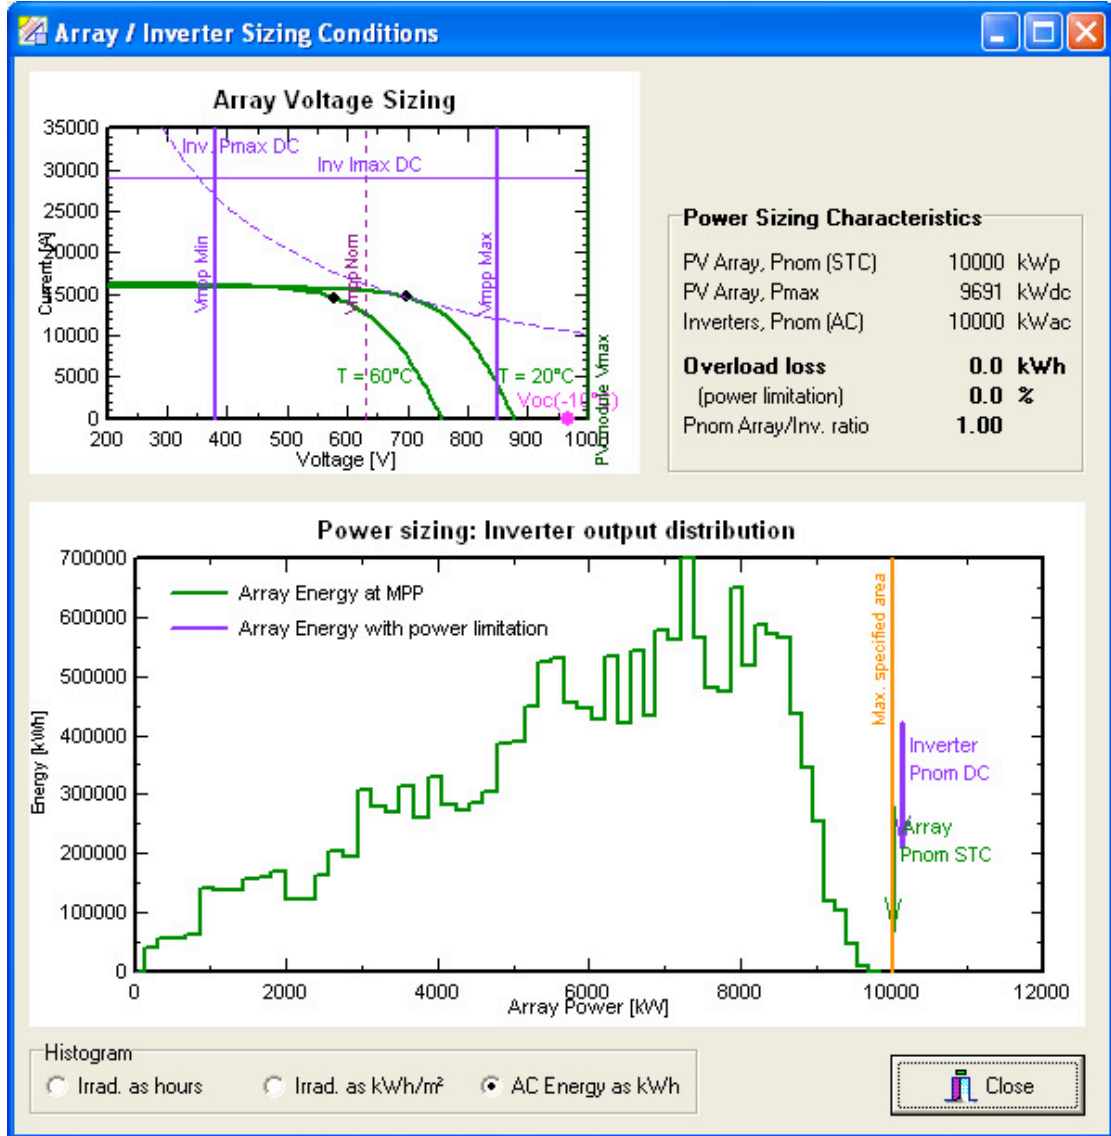 Array / Inverter Sizing Conditions
Array Voltage Sizing
35000
30000
25000
20000
15000
10000
5000
0
Current [A]
Inv. Pmax DC
Inv Imax DC
Vmpp Min
Vmpp Nom
Vmpp Max
PV module Vmax
T = 60°C
T = 20°C
Voc(-10°C)
200 300 400 500 600 700 800 900 1000
Voltage [V]
Power Sizing Characteristics
PV Array, Pnom (STC) 10000 kWp
PV Array, Pmax 9691 kWdc
Inverters, Pnom (AC) 10000 kWac
Overload loss 0.0 kWh
(power limitation) 0.0 %
Pnom Array/Inv. ratio 1.00
Power sizing: Inverter output distribution
700000
600000
500000
400000
300000
200000
100000
0
Energy [kWh]
Array Energy at MPP
Array Energy with power limitation
Max. specified area
Inverter
Pnom DC
Array
Pnom STC
0 2000 4000 6000 8000 10000 12000
Array Power [kW]
Histogram
Irrad. as hours
Irrad. as kWh/m²
AC Energy as kWh
Close